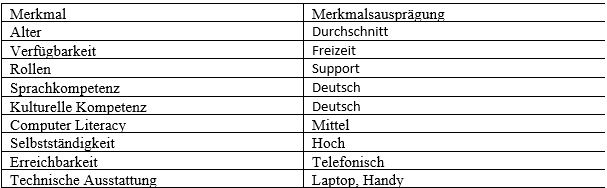 Merkmal Merkmalsausprägung
Alter Durchschnitt
Verfügbarkeit Freizeit
Rollen Support
Sprachkompetenz Deutsch
Kulturelle Kompetenz Deutsch
Computer Literacy Mittel
Selbstständigkeit Hoch
Erreichbarkeit Telefonisch
Technische Ausstattung Laptop, Handy